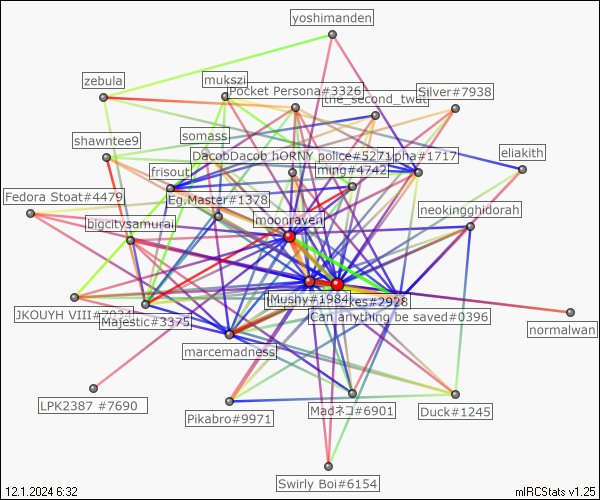 yoshimanden
zebula
mukszi
Pocket Persona#3326
the_second_twat
Silver#7938
shawntee9
somass
frisout
DacobDacob hORNY police#5271
pha#1717
ming#4742
eliakith
Fedora Stoat#4479
Eg.Master#1378
moonraven
neokingghidorah
bigcitysamurai
Mushy#1984
kes#2928
JKOUYH VIII#7034
Majestic#3375
Can anything be saved#0396
normalwan
marcemadness
LPK2387 #7690
Pikabro#9971
Madネコ#6901
Duck#1245
Swirly Boi#6154
12.1.2024 6:32
mIRCStats v1.25